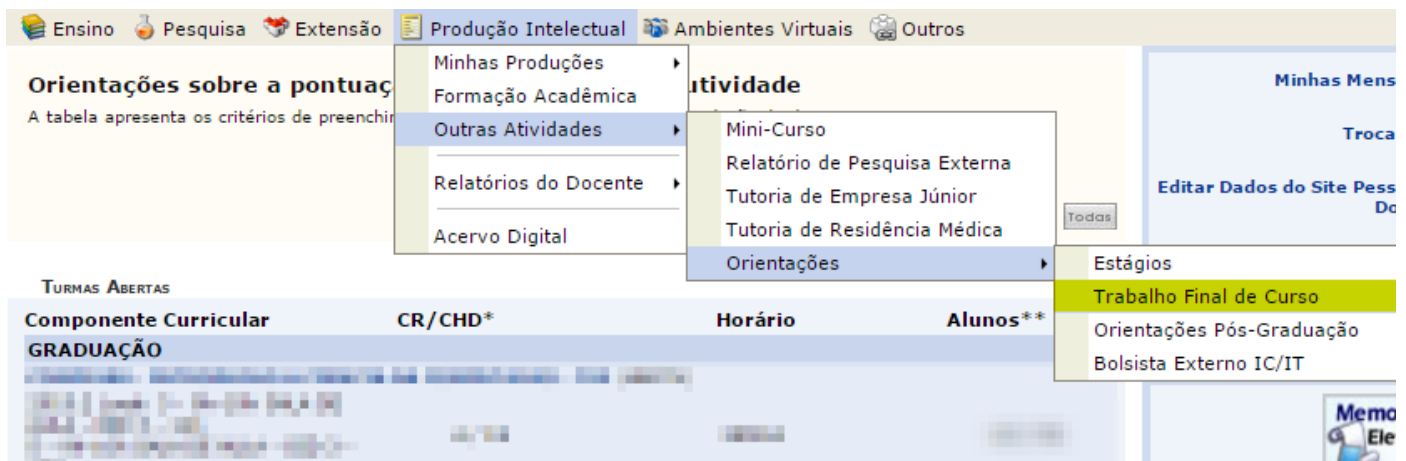 Ensino Pesquisa Extensão Produção Intelectual Ambientes Virtuais Outros
Minhas Produções
Formação Acadêmica
Outras Atividades
Relatórios do Docente
Acervo Digital
Mini-Curso
Relatório de Pesquisa Externa
Tutoria de Empresa Júnior
Tutoria de Residência Médica
Orientações
Estágios
Trabalho Final de Curso
Orientações Pós-Graduação
Bolsista Externo IC/IT
Orientações sobre a pontuaç utividade
A tabela apresenta os critérios de preenchir
Todas
Minhas Mens
Troca
Editar Dados do Site Pess
Do
TURMAS ABERTAS
Componente Curricular CR/CHD* Horário Alunos**
GRADUAÇÃO
Memo
Ele